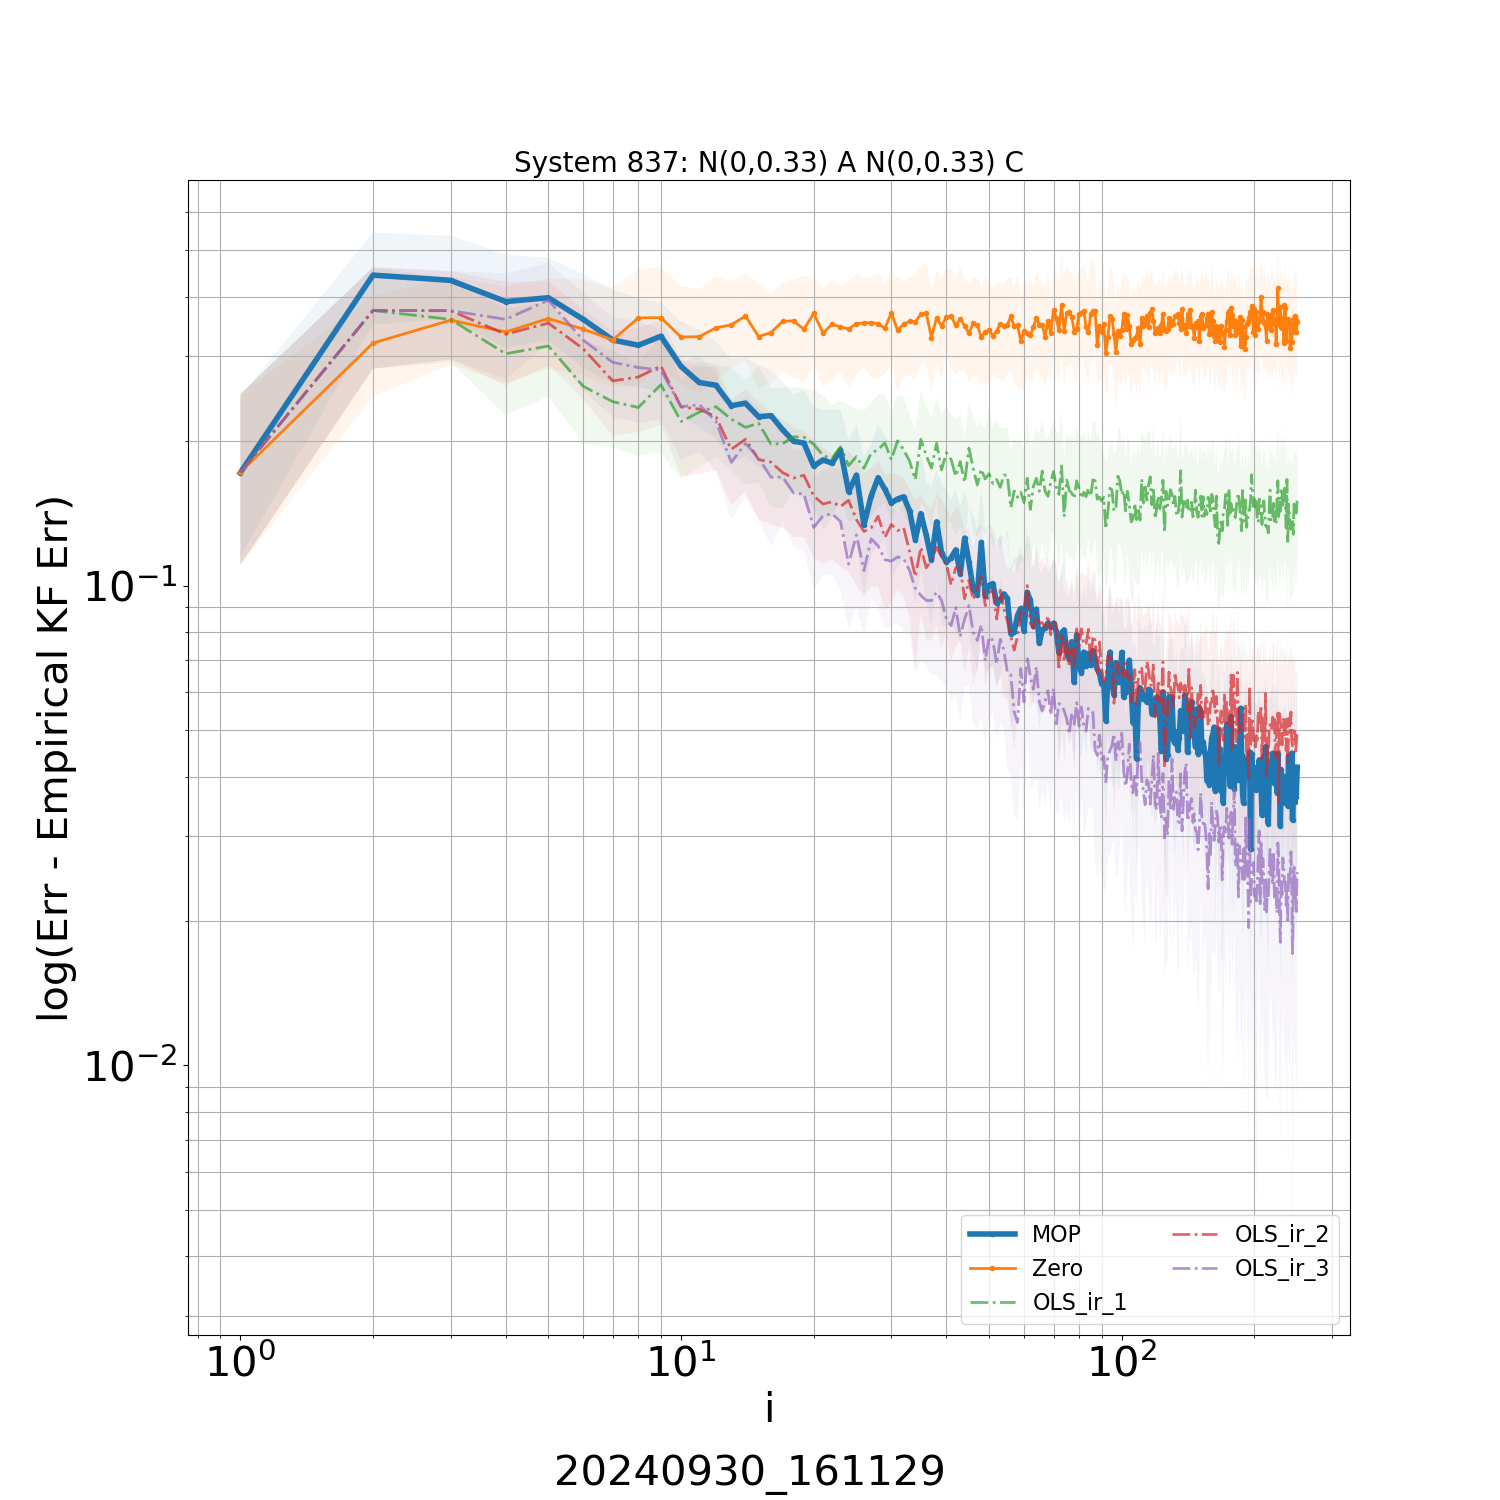 System 837: N(0,0.33) A N(0,0.33) C
log(Err - Empirical KF Err)
10⁻¹
10⁻²
10⁰
10¹
10²
MOP
Zero
OLS_ir_1
OLS_ir_2
OLS_ir_3
i
20240930_161129